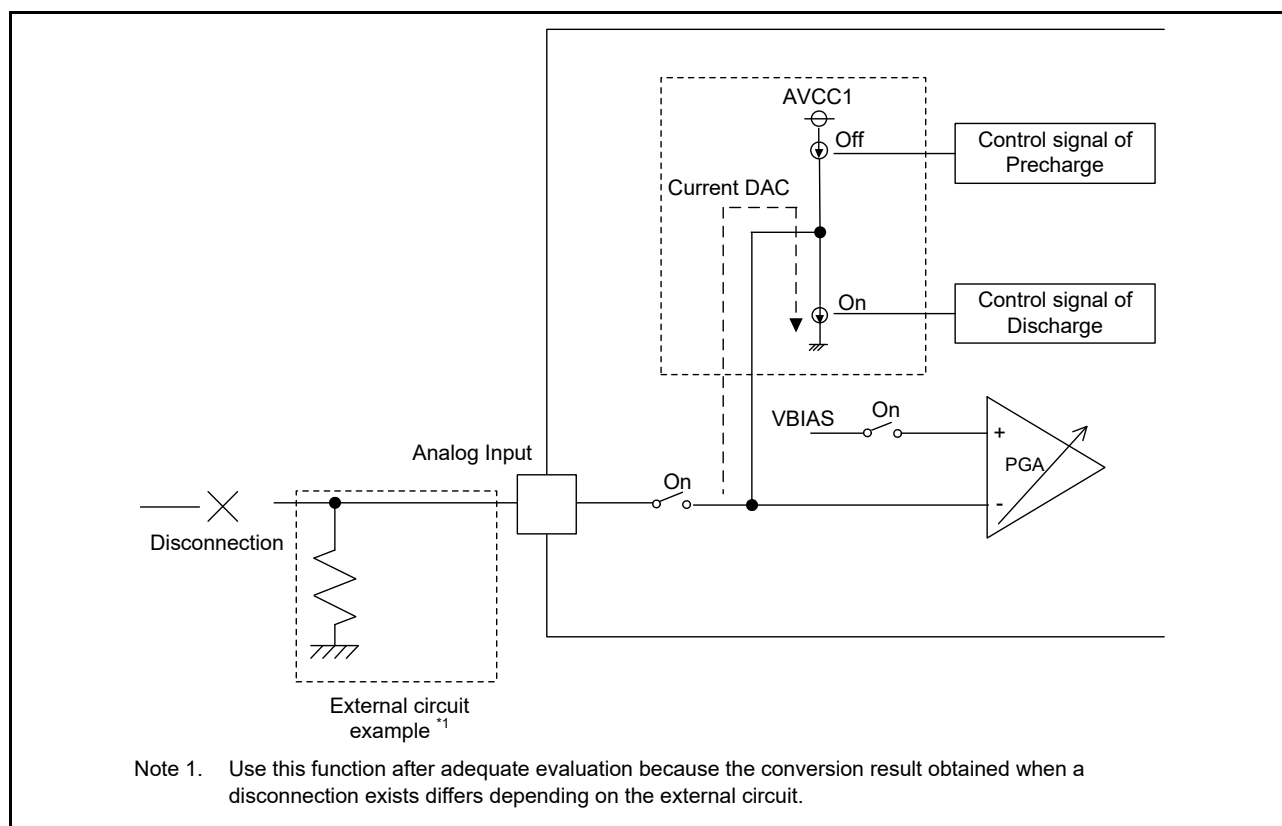 AVCC1
Off
Control signal of
Precharge
Current DAC
On
Control signal of
Discharge
VBIAS
On
+
PGA
-
Analog Input
On
Disconnection
External circuit
example *1
Note 1. Use this function after adequate evaluation because the conversion result obtained when a
disconnection exists differs depending on the external circuit.